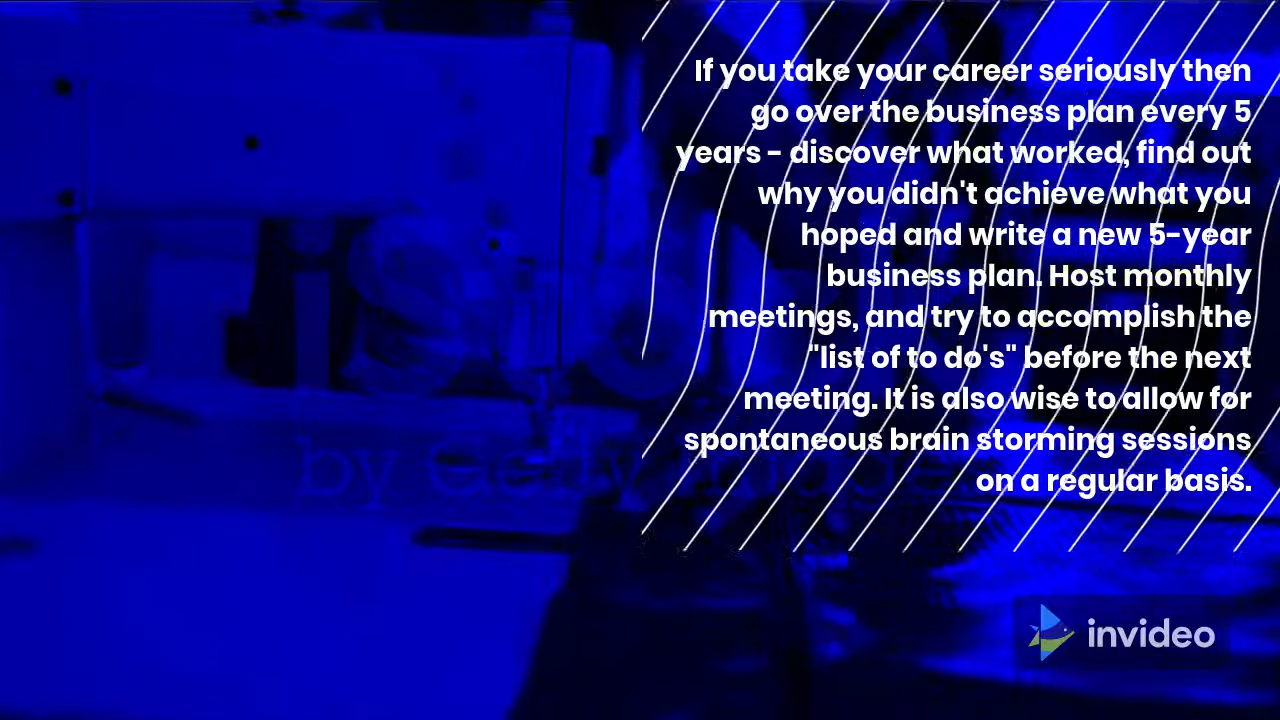 If you take your career seriously then
go over the business plan every 5
years - discover what worked, find out
why you didn't achieve what you
hoped and write a new 5-year
business plan. Host monthly
meetings, and try to accomplish the
"list of to do's" before the next
meeting. It is also wise to allow for
spontaneous brain storming sessions
on a regular basis.
by Getty Images
invideo